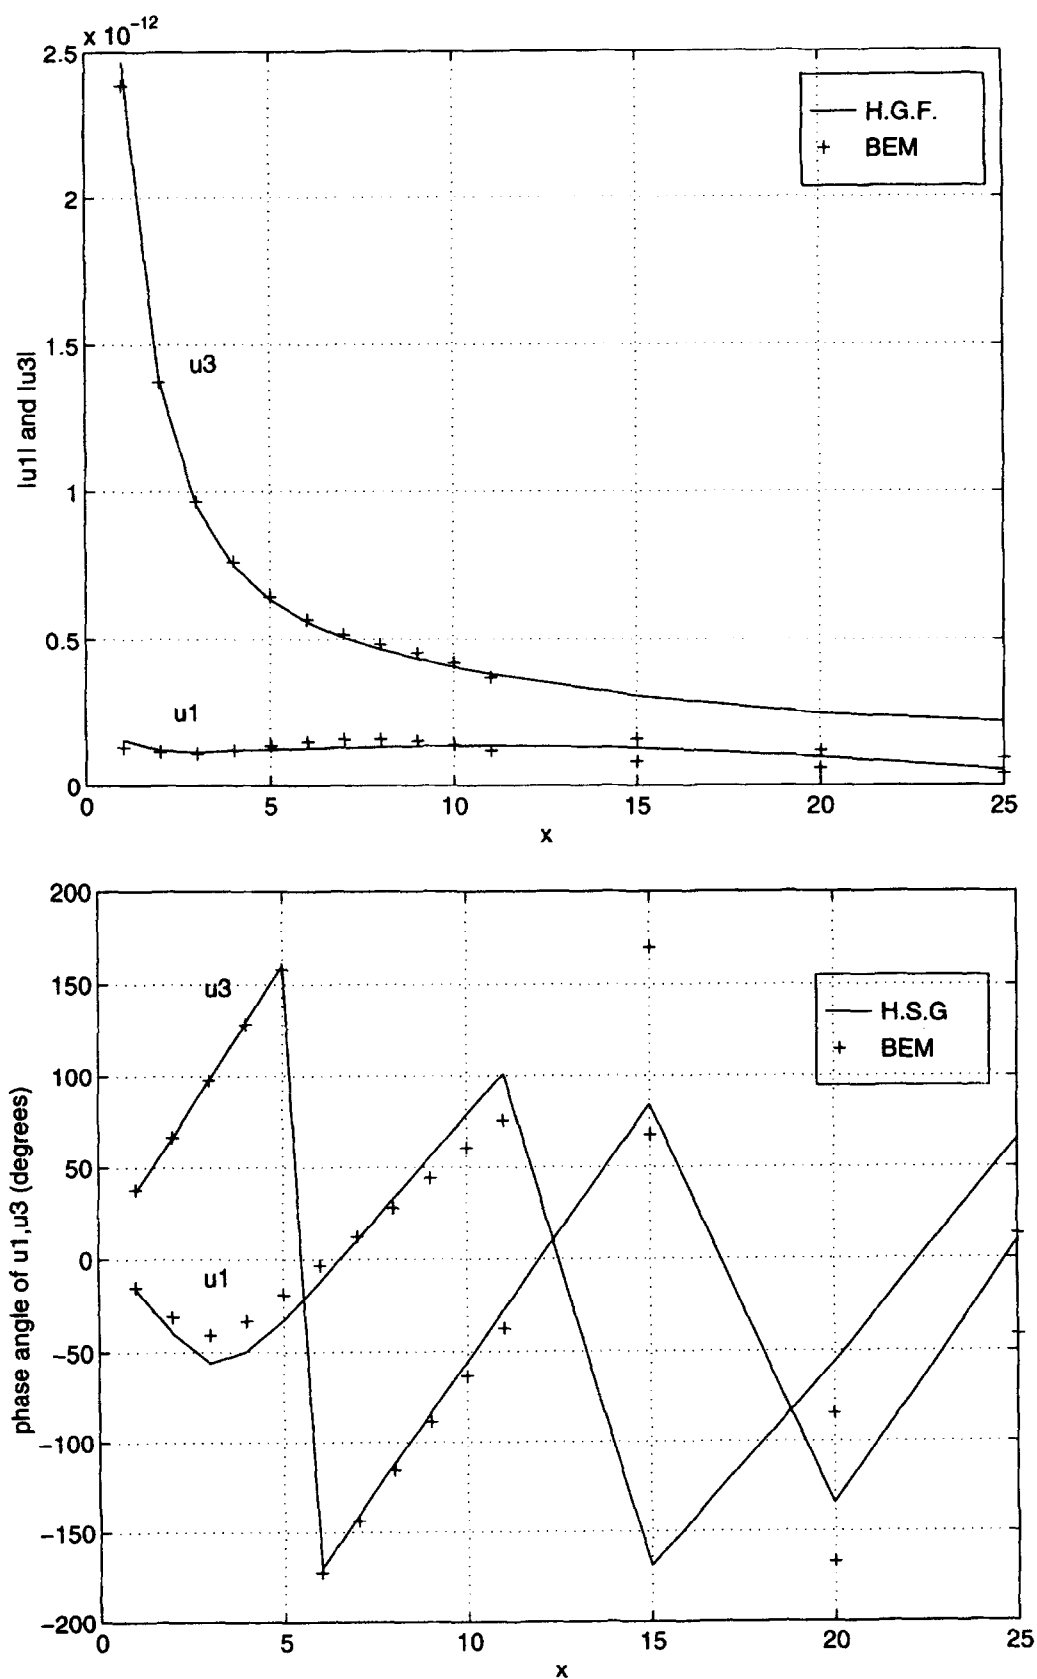 x 10⁻¹²
2.5
2
1.5
1
0.5
0
|u1| and |u3|
u3
u1
H.G.F.
BEM
0 5 10 15 20 25
x
200
150
100
50
0
−50
−100
−150
−200
phase angle of u1,u3 (degrees)
u3
u1
H.S.G
BEM
0 5 10 15 20 25
x